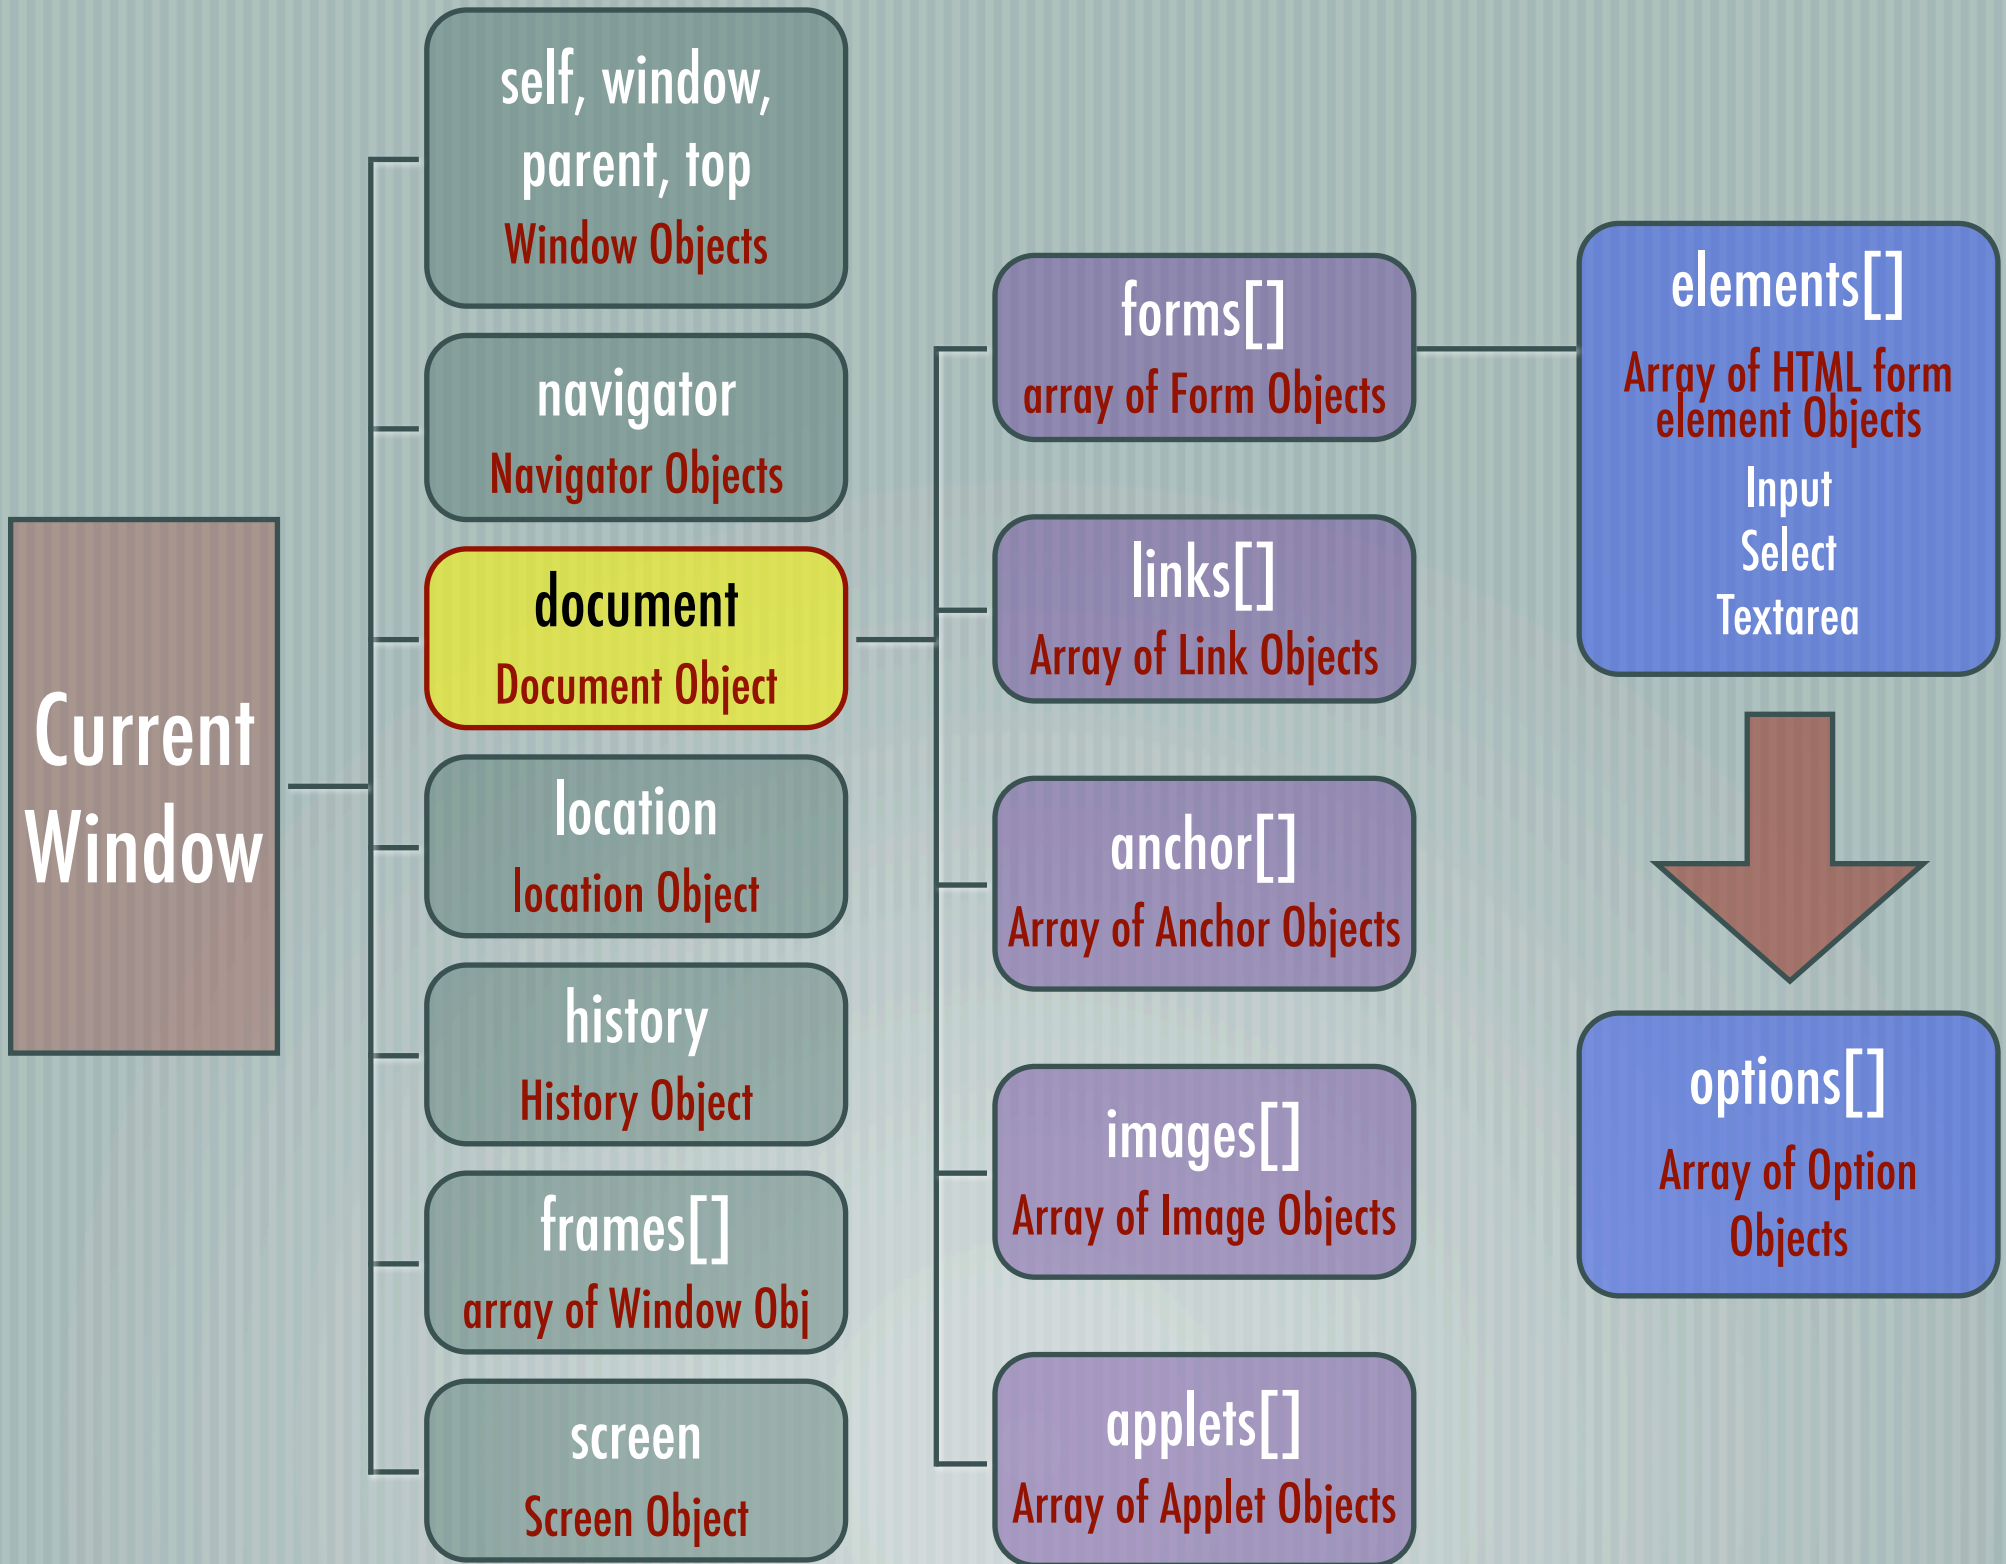 Current
Window
self, window,
parent, top
Window Objects
navigator
Navigator Objects
document
Document Object
location
location Object
history
History Object
frames[]
array of Window Obj
screen
Screen Object
forms[]
array of Form Objects
links[]
Array of Link Objects
anchor[]
Array of Anchor Objects
images[]
Array of Image Objects
applets[]
Array of Applet Objects
elements[]
Array of HTML form
element Objects
Input
Select
Textarea
options[]
Array of Option
Objects